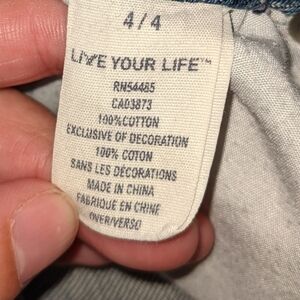 4/4
LIVE YOUR LIFE™
RN54485
CA03873
100%COTTON
EXCLUSIVE OF DECORATION
100% COTON
SANS LES DÉCORATIONS
MADE IN CHINA
FABRIQUÉ EN CHINE
OVER/VERSO